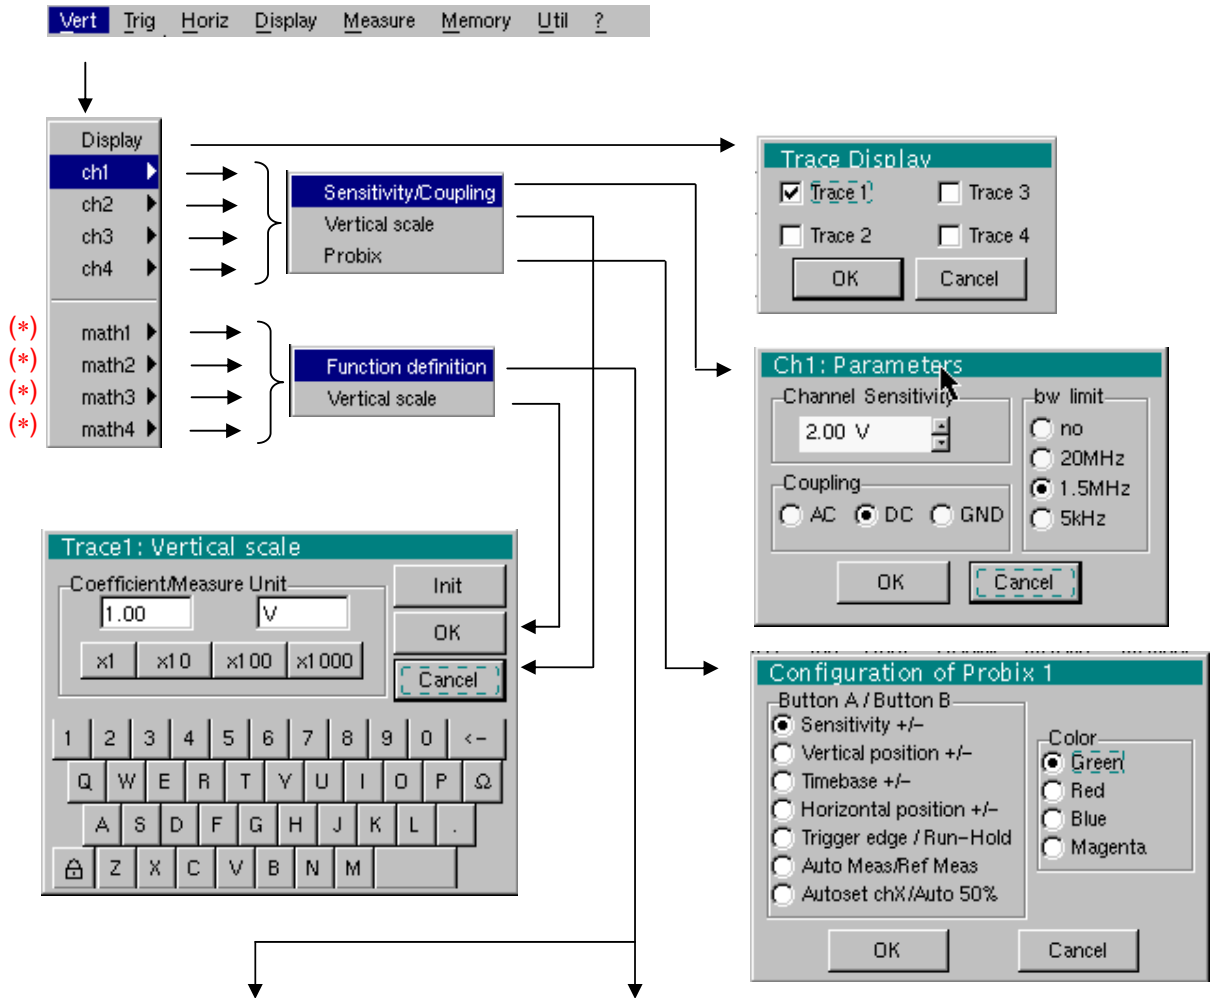 Vert Trig Horiz Display Measure Memory Util ?
Display
ch1
ch2
ch3
ch4
(*) math1
(*) math2
(*) math3
(*) math4
Sensitivity/Coupling
Vertical scale
Probix
Function definition
Vertical scale
Trace Display
Trace 1 Trace 3
Trace 2 Trace 4
OK Cancel
Ch1: Parameters
Channel Sensitivity
2.00 V
Coupling
AC DC GND
bw limit
no
20MHz
1.5MHz
5kHz
OK Cancel
Trace1: Vertical scale
Coefficient/Measure Unit
1.00 V
x1 x10 x100 x1000
Init
OK
Cancel
1 2 3 4 5 6 7 8 9 0 <-
Q W E R T Y U I O P Ω
A S D F G H J K L .
Z X C V B N M
Configuration of Probix 1
Button A / Button B
Sensitivity +/-
Vertical position +/-
Timebase +/-
Horizontal position +/-
Trigger edge / Run-Hold
Auto Meas/Ref Meas
Autoset chX/Auto 50%
Color
Green
Red
Blue
Magenta
OK Cancel